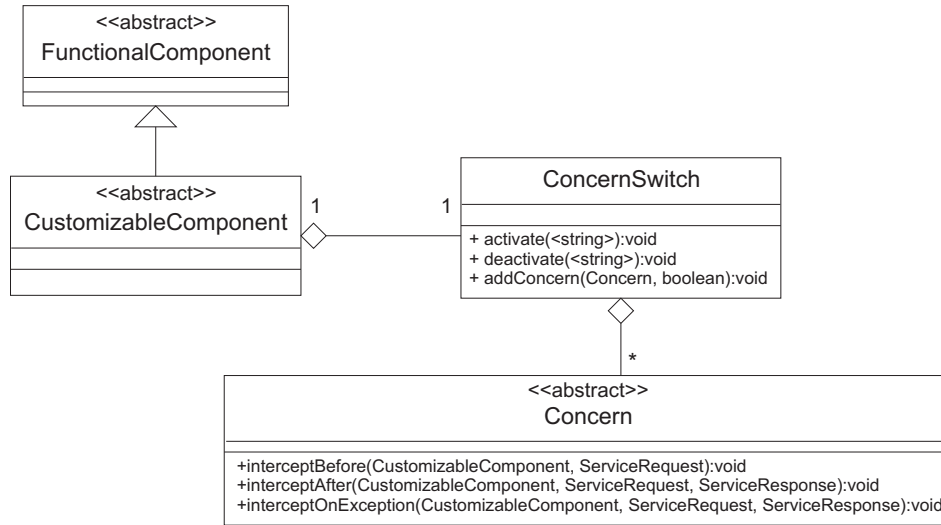 <<abstract>>
FunctionalComponent
<<abstract>>
CustomizableComponent
1
1
ConcernSwitch
+ activate(<string>):void
+ deactivate(<string>):void
+ addConcern(Concern, boolean):void
*
<<abstract>>
Concern
+interceptBefore(CustomizableComponent, ServiceRequest):void
+interceptAfter(CustomizableComponent, ServiceRequest, ServiceResponse):void
+interceptOnException(CustomizableComponent, ServiceRequest, ServiceResponse):void